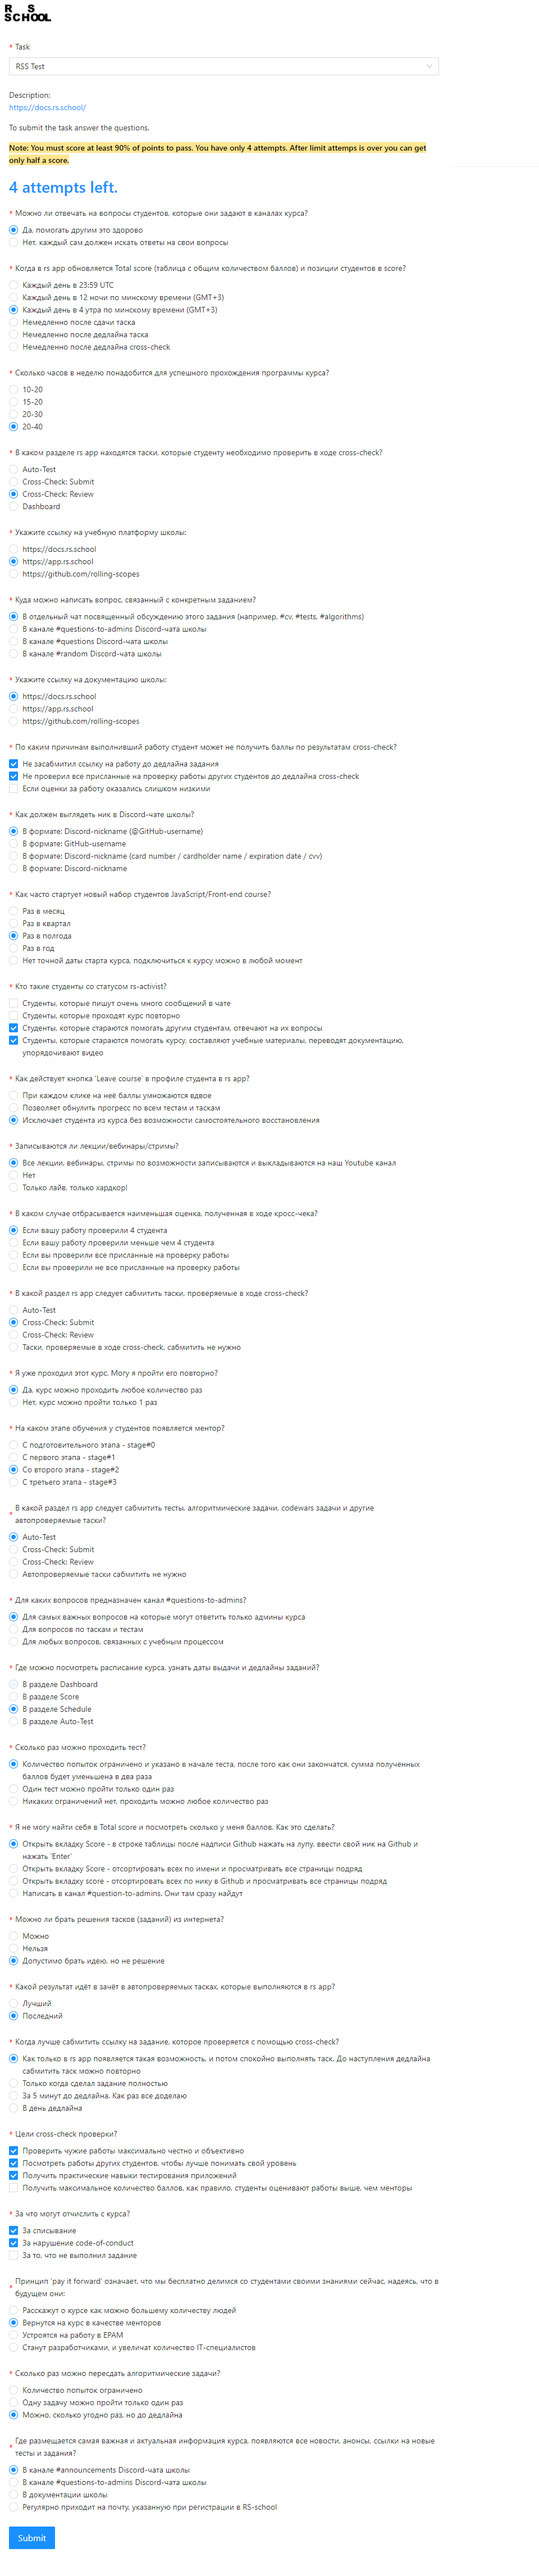 R S
SCHOOL
* Task
RSS Test
Description:
https://docs.rs.school/
To submit the task answer the questions.
Note: You must score at least 90% of points to pass. You have only 4 attempts. After limit attemps is over you can get
only half a score.
4 attempts left.
* Можно ли отвечать на вопросы студентов, которые они задают в каналах курса?
Да, помогать другим это здорово
Нет, каждый сам должен искать ответы на свои вопросы
* Когда в rs app обновляется Total score (таблица с общим количеством баллов) и позиции студентов в score?
Каждый день в 23:59 UTC
Каждый день в 12 ночи по минскому времени (GMT+3)
Каждый день в 4 утра по минскому времени (GMT+3)
Немедленно после сдачи таска
Немедленно после дедлайна таска
Немедленно после дедлайна cross-check
* Сколько часов в неделю понадобится для успешного прохождения программы курса?
10-20
15-20
20-30
20-40
* В каком разделе rs app находятся таски, которые студенту необходимо проверить в ходе cross-check?
Auto-Test
Cross-Check: Submit
Cross-Check: Review
Dashboard
* Укажите ссылку на учебную платформу школы:
https://docs.rs.school
https://app.rs.school
https://github.com/rolling-scopes
* Куда можно написать вопрос, связанный с конкретным заданием?
В отдельный чат посвященный обсуждению этого задания (например, #cv, #tests, #algorithms)
В канале #questions-to-admins Discord-чата школы
В канале #questions Discord-чата школы
В канале #random Discord-чата школы
* Укажите ссылку на документацию школы:
https://docs.rs.school
https://app.rs.school
https://github.com/rolling-scopes
* По каким причинам выполнивший работу студент может не получить баллы по результатам cross-check?
Не засабмитил ссылку на работу до дедлайна задания
Не проверил все присланные на проверку работы других студентов до дедлайна cross-check
Если оценки за работу оказались слишком низкими
* Как должен выглядеть ник в Discord-чате школы?
В формате: Discord-nickname (@GitHub-username)
В формате: GitHub-username
В формате: Discord-nickname (card number / cardholder name / expiration date / cvv)
В формате: Discord-nickname
* Как часто стартует новый набор студентов JavaScript/Front-end course?
Раз в месяц
Раз в квартал
Раз в полгода
Раз в год
Нет точной даты старта курса, подключиться к курсу можно в любой момент
* Кто такие студенты со статусом rs-activist?
Студенты, которые пишут очень много сообщений в чате
Студенты, которые проходят курс повторно
Студенты, которые стараются помогать другим студентам, отвечают на их вопросы
Студенты, которые стараются помогать курсу, составляют учебные материалы, переводят документацию,
упорядочивают видео
* Как действует кнопка 'Leave course' в профиле студента в rs app?
При каждом клике на неё баллы умножаются вдвое
Позволяет обнулить прогресс по всем тестам и таскам
Исключает студента из курса без возможности самостоятельного восстановления
* Записываются ли лекции/вебинары/стримы?
Все лекции, вебинары, стримы по возможности записываются и выкладываются на наш Youtube канал
Нет
Только лайв, только хардкор!
* В каком случае отбрасывается наименьшая оценка, полученная в ходе кросс-чека?
Если вашу работу проверили 4 студента
Если вашу работу проверили меньше чем 4 студента
Если вы проверили все присланные на проверку работы
Если вы проверили не все присланные на проверку работы
* В какой раздел rs app следует сабмитить таски, проверяемые в ходе cross-check?
Auto-Test
Cross-Check: Submit
Cross-Check: Review
Таски, проверяемые в ходе cross-check, сабмитить не нужно
* Я уже проходил этот курс. Могу я пройти его повторно?
Да, курс можно проходить любое количество раз
Нет, курс можно пройти только 1 раз
* На каком этапе обучения у студентов появляется ментор?
С подготовительного этапа - stage#0
С первого этапа - stage#1
Со второго этапа - stage#2
С третьего этапа - stage#3
* В какой раздел rs app следует сабмитить тесты, алгоритмические задачи, codewars задачи и другие
автопроверяемые таски?
Auto-Test
Cross-Check: Submit
Cross-Check: Review
Автопроверяемые таски сабмитить не нужно
* Для каких вопросов предназначен канал #questions-to-admins?
Для самых важных вопросов на которые могут ответить только админы курса
Для вопросов по таскам и тестам
Для любых вопросов, связанных с учебным процессом
* Где можно посмотреть расписание курса, узнать даты выдачи и дедлайны заданий?
В разделе Dashboard
В разделе Score
В разделе Schedule
В разделе Auto-Test
* Сколько раз можно проходить тест?
Количество попыток ограничено и указано в начале теста, после того как они закончатся, сумма полученных
баллов будет уменьшена в два раза
Один тест можно пройти только один раз
Никаких ограничений нет, проходить можно любое количество раз
* Я не могу найти себя в Total score и посмотреть сколько у меня баллов. Как это сделать?
Открыть вкладку Score - в строке таблицы после надписи Github нажать на лупу, ввести свой ник на Github и
нажать 'Enter'
Открыть вкладку Score - отсортировать всех по имени и просматривать все страницы подряд
Открыть вкладку score - отсортировать всех по нику в Github и просматривать все страницы подряд
Написать в канал #question-to-admins. Они там сразу найдут
* Можно ли брать решения тасков (заданий) из интернета?
Можно
Нельзя
Допустимо брать идею, но не решение
* Какой результат идёт в зачёт в автопроверяемых тасках, которые выполняются в rs app?
Лучший
Последний
* Когда лучше сабмитить ссылку на задание, которое проверяется с помощью cross-check?
Как только в rs app появляется такая возможность, и потом спокойно выполнять таск. До наступления дедлайна
сабмитить таск можно повторно
Только когда сделал задание полностью
За 5 минут до дедлайна. Как раз все доделаю
В день дедлайна
* Цели cross-check проверки?
Проверить чужие работы максимально честно и объективно
Посмотреть работы других студентов, чтобы лучше понимать свой уровень
Получить практические навыки тестирования приложений
Получить максимальное количество баллов, как правило, студенты оценивают работы выше, чем менторы
* За что могут отчислить с курса?
За списывание
За нарушение code-of-conduct
За то, что не выполнил задание
* Принцип 'pay it forward' означает, что мы бесплатно делимся со студентами своими знаниями сейчас, надеясь, что в
будущем они:
Расскажут о курсе как можно большему количеству людей
Вернутся на курс в качестве менторов
Устроятся на работу в EPAM
Станут разработчиками, и увеличат количество IT-специалистов
* Сколько раз можно пересдать алгоритмические задачи?
Количество попыток ограничено
Одну задачу можно пройти только один раз
Можно, сколько угодно раз, но до дедлайна
* Где размещается самая важная и актуальная информация курса, появляются все новости, анонсы, ссылки на новые
тесты и задания?
В канале #announcements Discord-чата школы
В канале #questions-to-admins Discord-чата школы
В документации школы
Регулярно приходит на почту, указанную при регистрации в RS-school
Submit